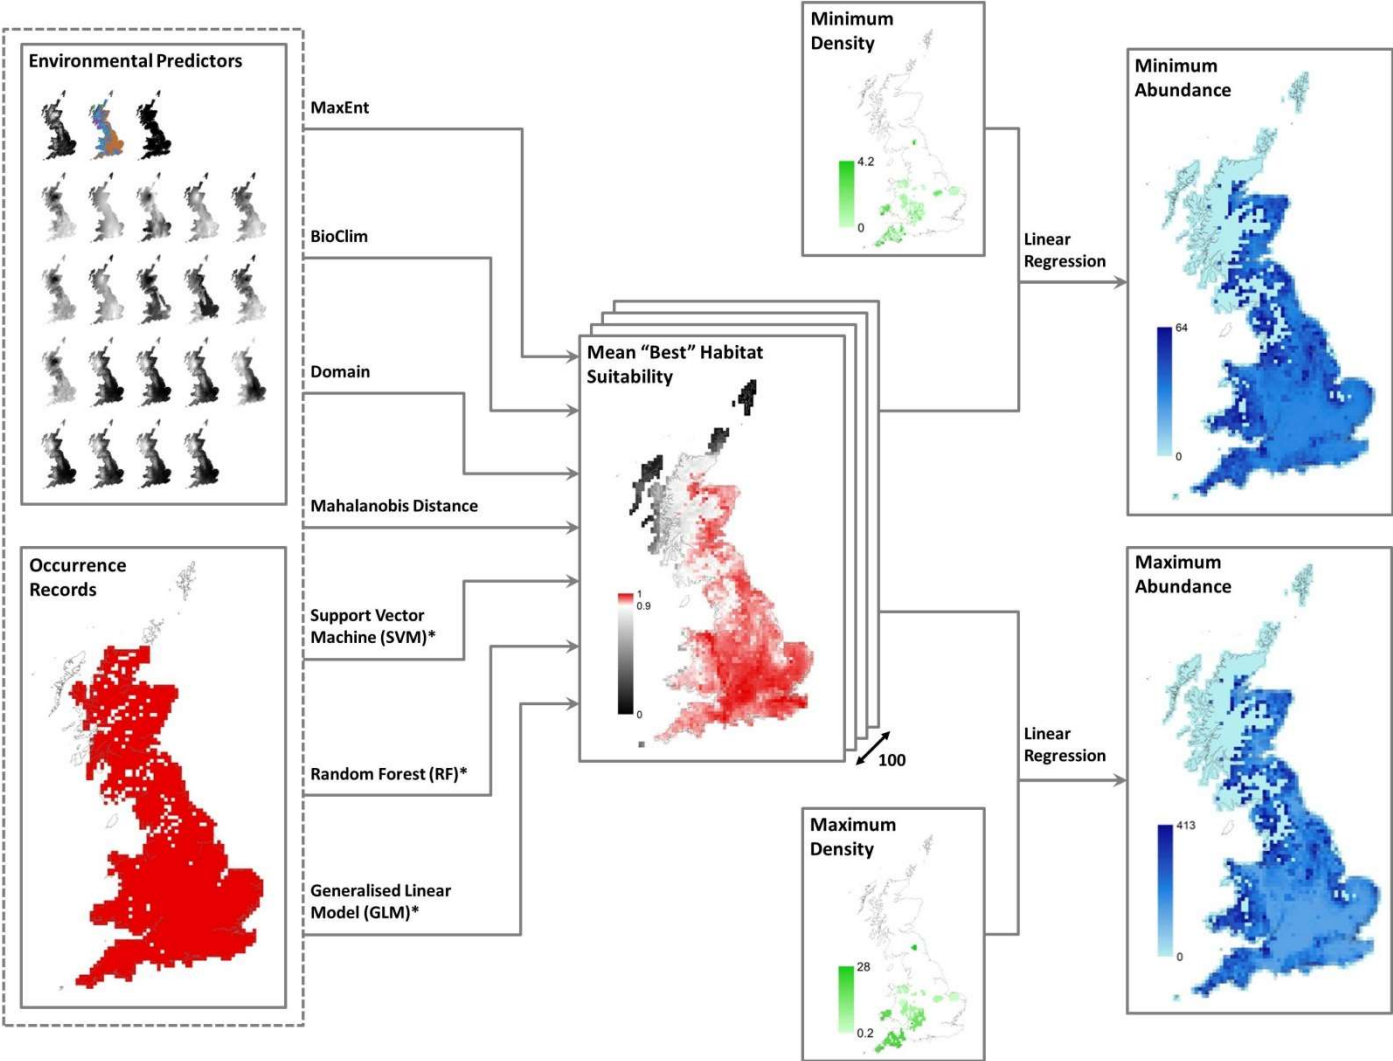 Environmental Predictors
Occurrence
Records
MaxEnt
BioClim
Domain
Mahalanobis Distance
Support Vector
Machine (SVM)*
Random Forest (RF)*
Generalised Linear
Model (GLM)*
Mean “Best” Habitat
Suitability
1
0.9
0
100
Minimum
Density
4.2
0
Maximum
Density
28
0.2
Linear
Regression
Linear
Regression
Minimum
Abundance
64
0
Maximum
Abundance
413
0